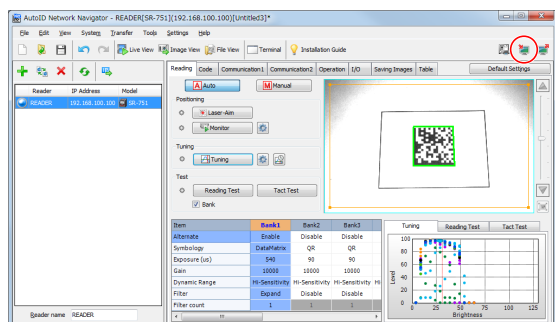 AutoID Network Navigator - READER[SR-751](192.168.100.100)[Untitled3]*
File Edit View System Transfer Tools Settings Help
Live View Image View File View Terminal Installation Guide
Reader IP Address Model
READER 192.168.100.100 SR-751
Reader name READER
Reading Code Communication1 Communication2 Operation I/O Saving Images Table Default Settings
A Auto M Manual
Positioning
Laser-Aim
Monitor
Tuning
Tuning
Test
Reading Test Tact Test
Bank
Item Bank1 Bank2 Bank3
Alternate Enable Disable Disable
Symbology DataMatrix QR QR
Exposure (us) 540 90 90
Gain 10000 10000 10000
Dynamic Range HI-Sensitivity HI-Sensitivity HI-Sensitivity HI
Filter Expand Disable Disable
Filter count 1 1 1
Tuning Reading Test Tact Test
100
80
60
40
20
0
Level
0 25 50 75 100 125
Brightness